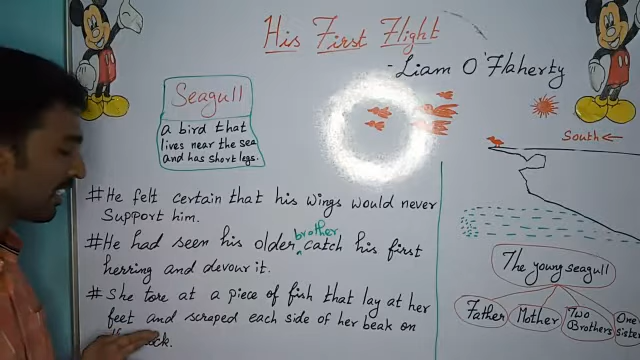 His First Flight
- Liam O'Flaherty
Seagull
a bird that
lives near the sea
and has short legs.
South ←
# He felt certain that his wings would never
support him.
# He had seen his older brother catch his first
herring and devour it.
# She tore at a piece of fish that lay at her
feet and scraped each side of her beak on
The young seagull
Father
Mother
Two
Brothers
One
sister